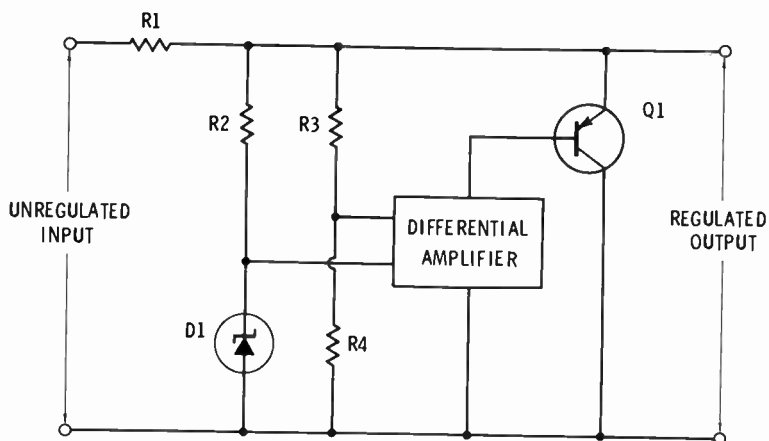 R1
R2
R3
Q1
UNREGULATED
INPUT
DIFFERENTIAL
AMPLIFIER
REGULATED
OUTPUT
D1
R4